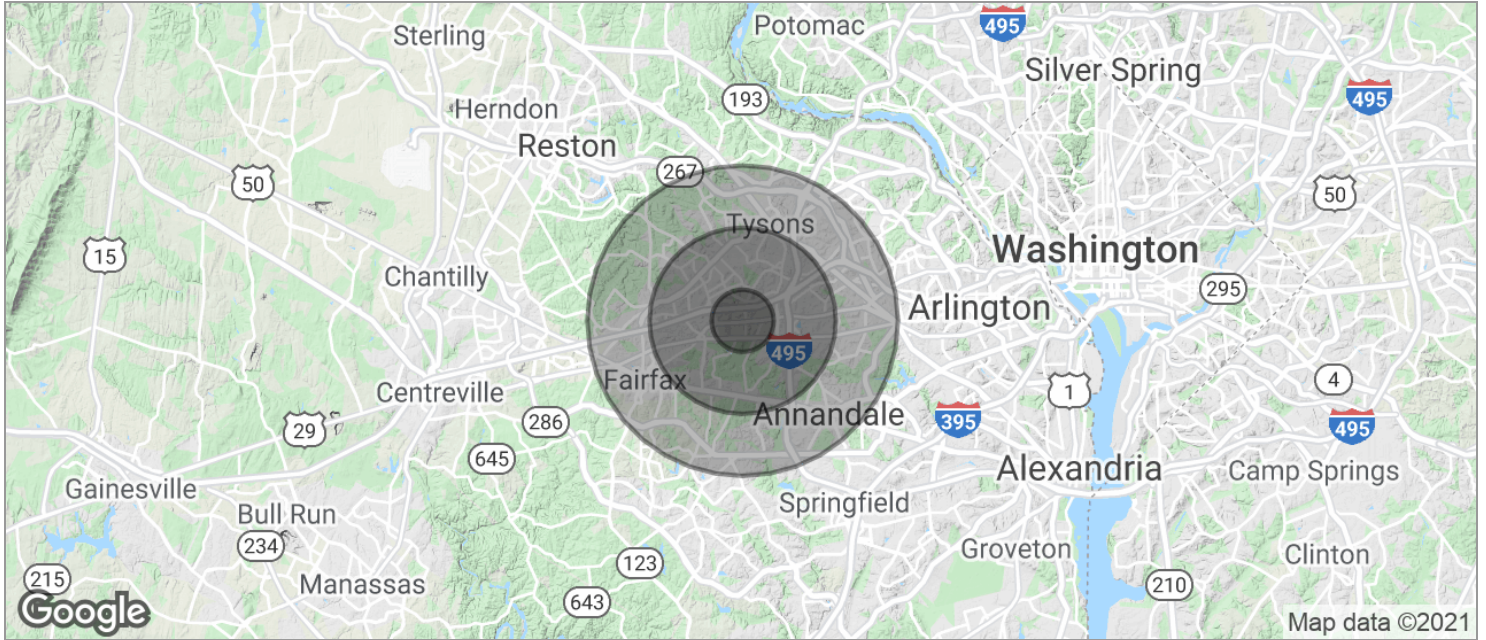 Potomac
495
Sterling
Silver Spring
495
193
Herndon
Reston
267
50
50
Tysons
Washington
15
Chantilly
295
Arlington
495
Fairfax
4
Centreville
1
Annandale
395
495
286
29
645
Alexandria
Camp Springs
Gainesville
Springfield
Bull Run
234
Groveton
Clinton
123
215
Manassas
210
643
Google
Map data ©2021